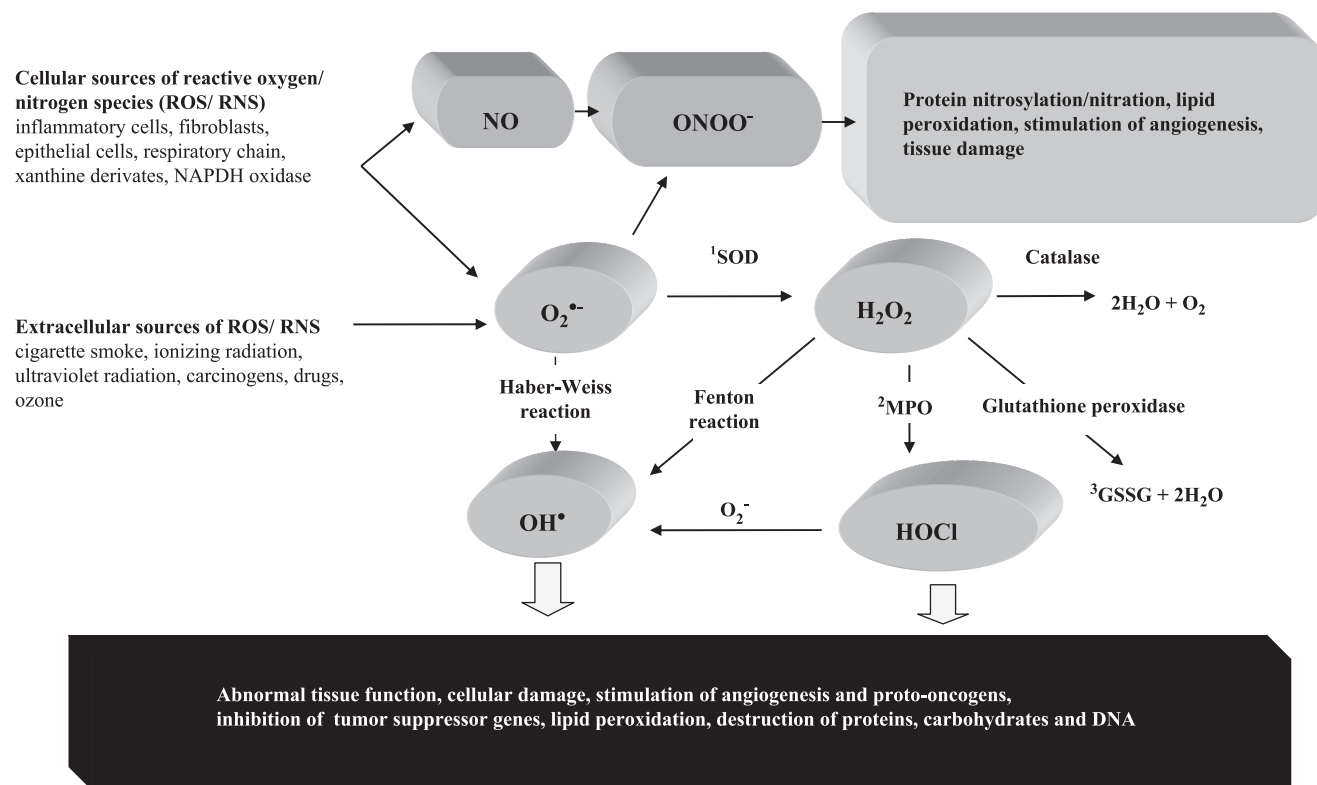 Cellular sources of reactive oxygen/
nitrogen species (ROS/ RNS)
inflammatory cells, fibroblasts,
epithelial cells, respiratory chain,
xanthine derivates, NAPDH oxidase
NO
ONOO⁻
Protein nitrosylation/nitration, lipid
peroxidation, stimulation of angiogenesis,
tissue damage
Extracellular sources of ROS/ RNS
cigarette smoke, ionizing radiation,
ultraviolet radiation, carcinogens, drugs,
ozone
O₂•⁻
¹SOD
H₂O₂
Catalase
2H₂O + O₂
Haber-Weiss
reaction
Fenton
reaction
²MPO
Glutathione peroxidase
³GSSG + 2H₂O
OH•
O₂⁻
HOCl
Abnormal tissue function, cellular damage, stimulation of angiogenesis and proto-oncogens,
inhibition of tumor suppressor genes, lipid peroxidation, destruction of proteins, carbohydrates and DNA